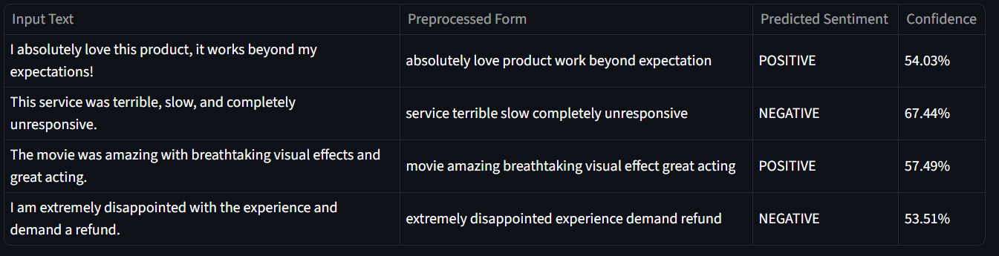 Input Text Preprocessed Form Predicted Sentiment Confidence
I absolutely love this product, it works beyond my
expectations!
absolutely love product work beyond expectation POSITIVE 54.03%
This service was terrible, slow, and completely
unresponsive.
service terrible slow completely unresponsive NEGATIVE 67.44%
The movie was amazing with breathtaking visual effects and
great acting.
movie amazing breathtaking visual effect great acting POSITIVE 57.49%
I am extremely disappointed with the experience and
demand a refund.
extremely disappointed experience demand refund NEGATIVE 53.51%